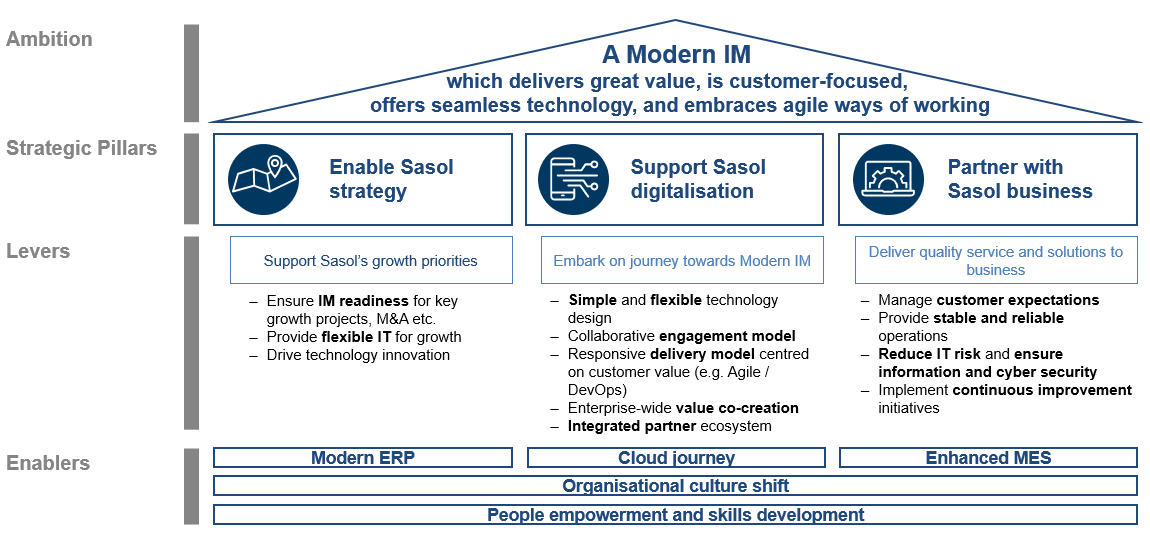 Ambition
A Modern IM
which delivers great value, is customer-focused,
offers seamless technology, and embraces agile ways of working
Strategic Pillars
Enable Sasol
strategy
Support Sasol
digitalisation
Partner with
Sasol business
Levers
Support Sasol's growth priorities
– Ensure IM readiness for key
growth projects, M&A etc.
– Provide flexible IT for growth
– Drive technology innovation
Embark on journey towards Modern IM
– Simple and flexible technology
design
– Collaborative engagement model
– Responsive delivery model centred
on customer value (e.g. Agile /
DevOps)
– Enterprise-wide value co-creation
– Integrated partner ecosystem
Deliver quality service and solutions to
business
– Manage customer expectations
– Provide stable and reliable
operations
– Reduce IT risk and ensure
information and cyber security
– Implement continuous improvement
initiatives
Enablers
Modern ERP
Cloud journey
Enhanced MES
Organisational culture shift
People empowerment and skills development